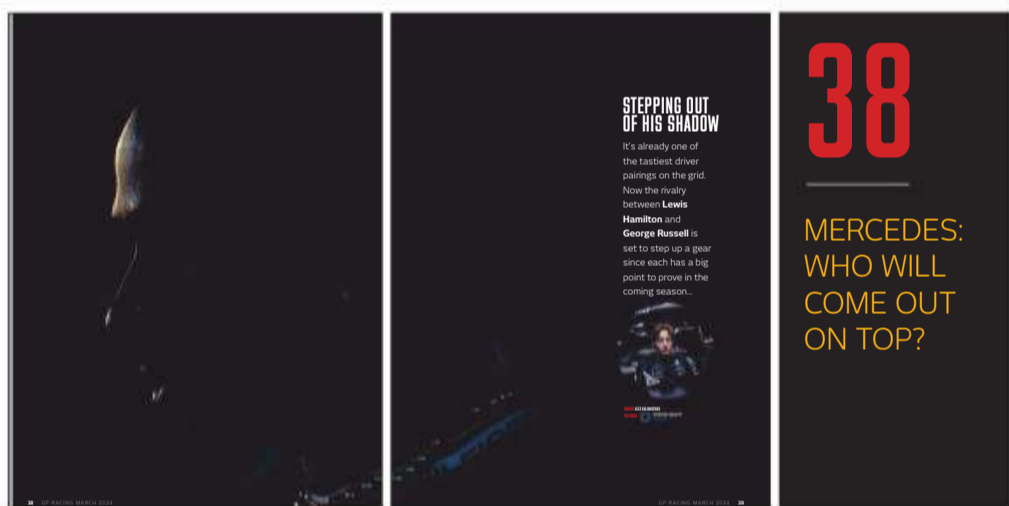 STEPPING OUT
OF HIS SHADOW
It's already one of
the tastiest driver
pairings on the grid.
Now the rivalry
between Lewis
Hamilton and
George Russell is
set to step up a gear
since each has a big
point to prove in the
coming season...
38 GP RACING MARCH 2024
GP RACING MARCH 2024 39
38
MERCEDES:
WHO WILL
COME OUT
ON TOP?